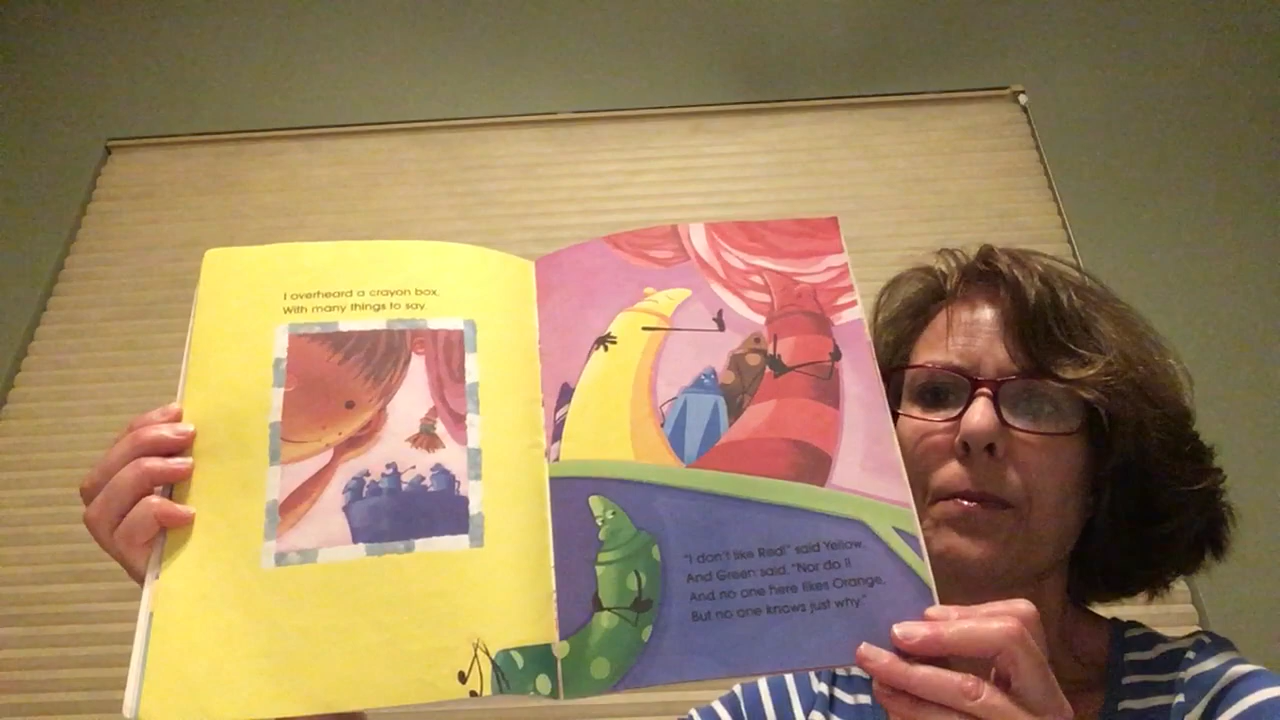 I overheard a crayon box,
With many things to say.
"I don't like Red!" said Yellow.
And Green said, "Nor do I!
And no one here likes Orange,
But no one knows just why."